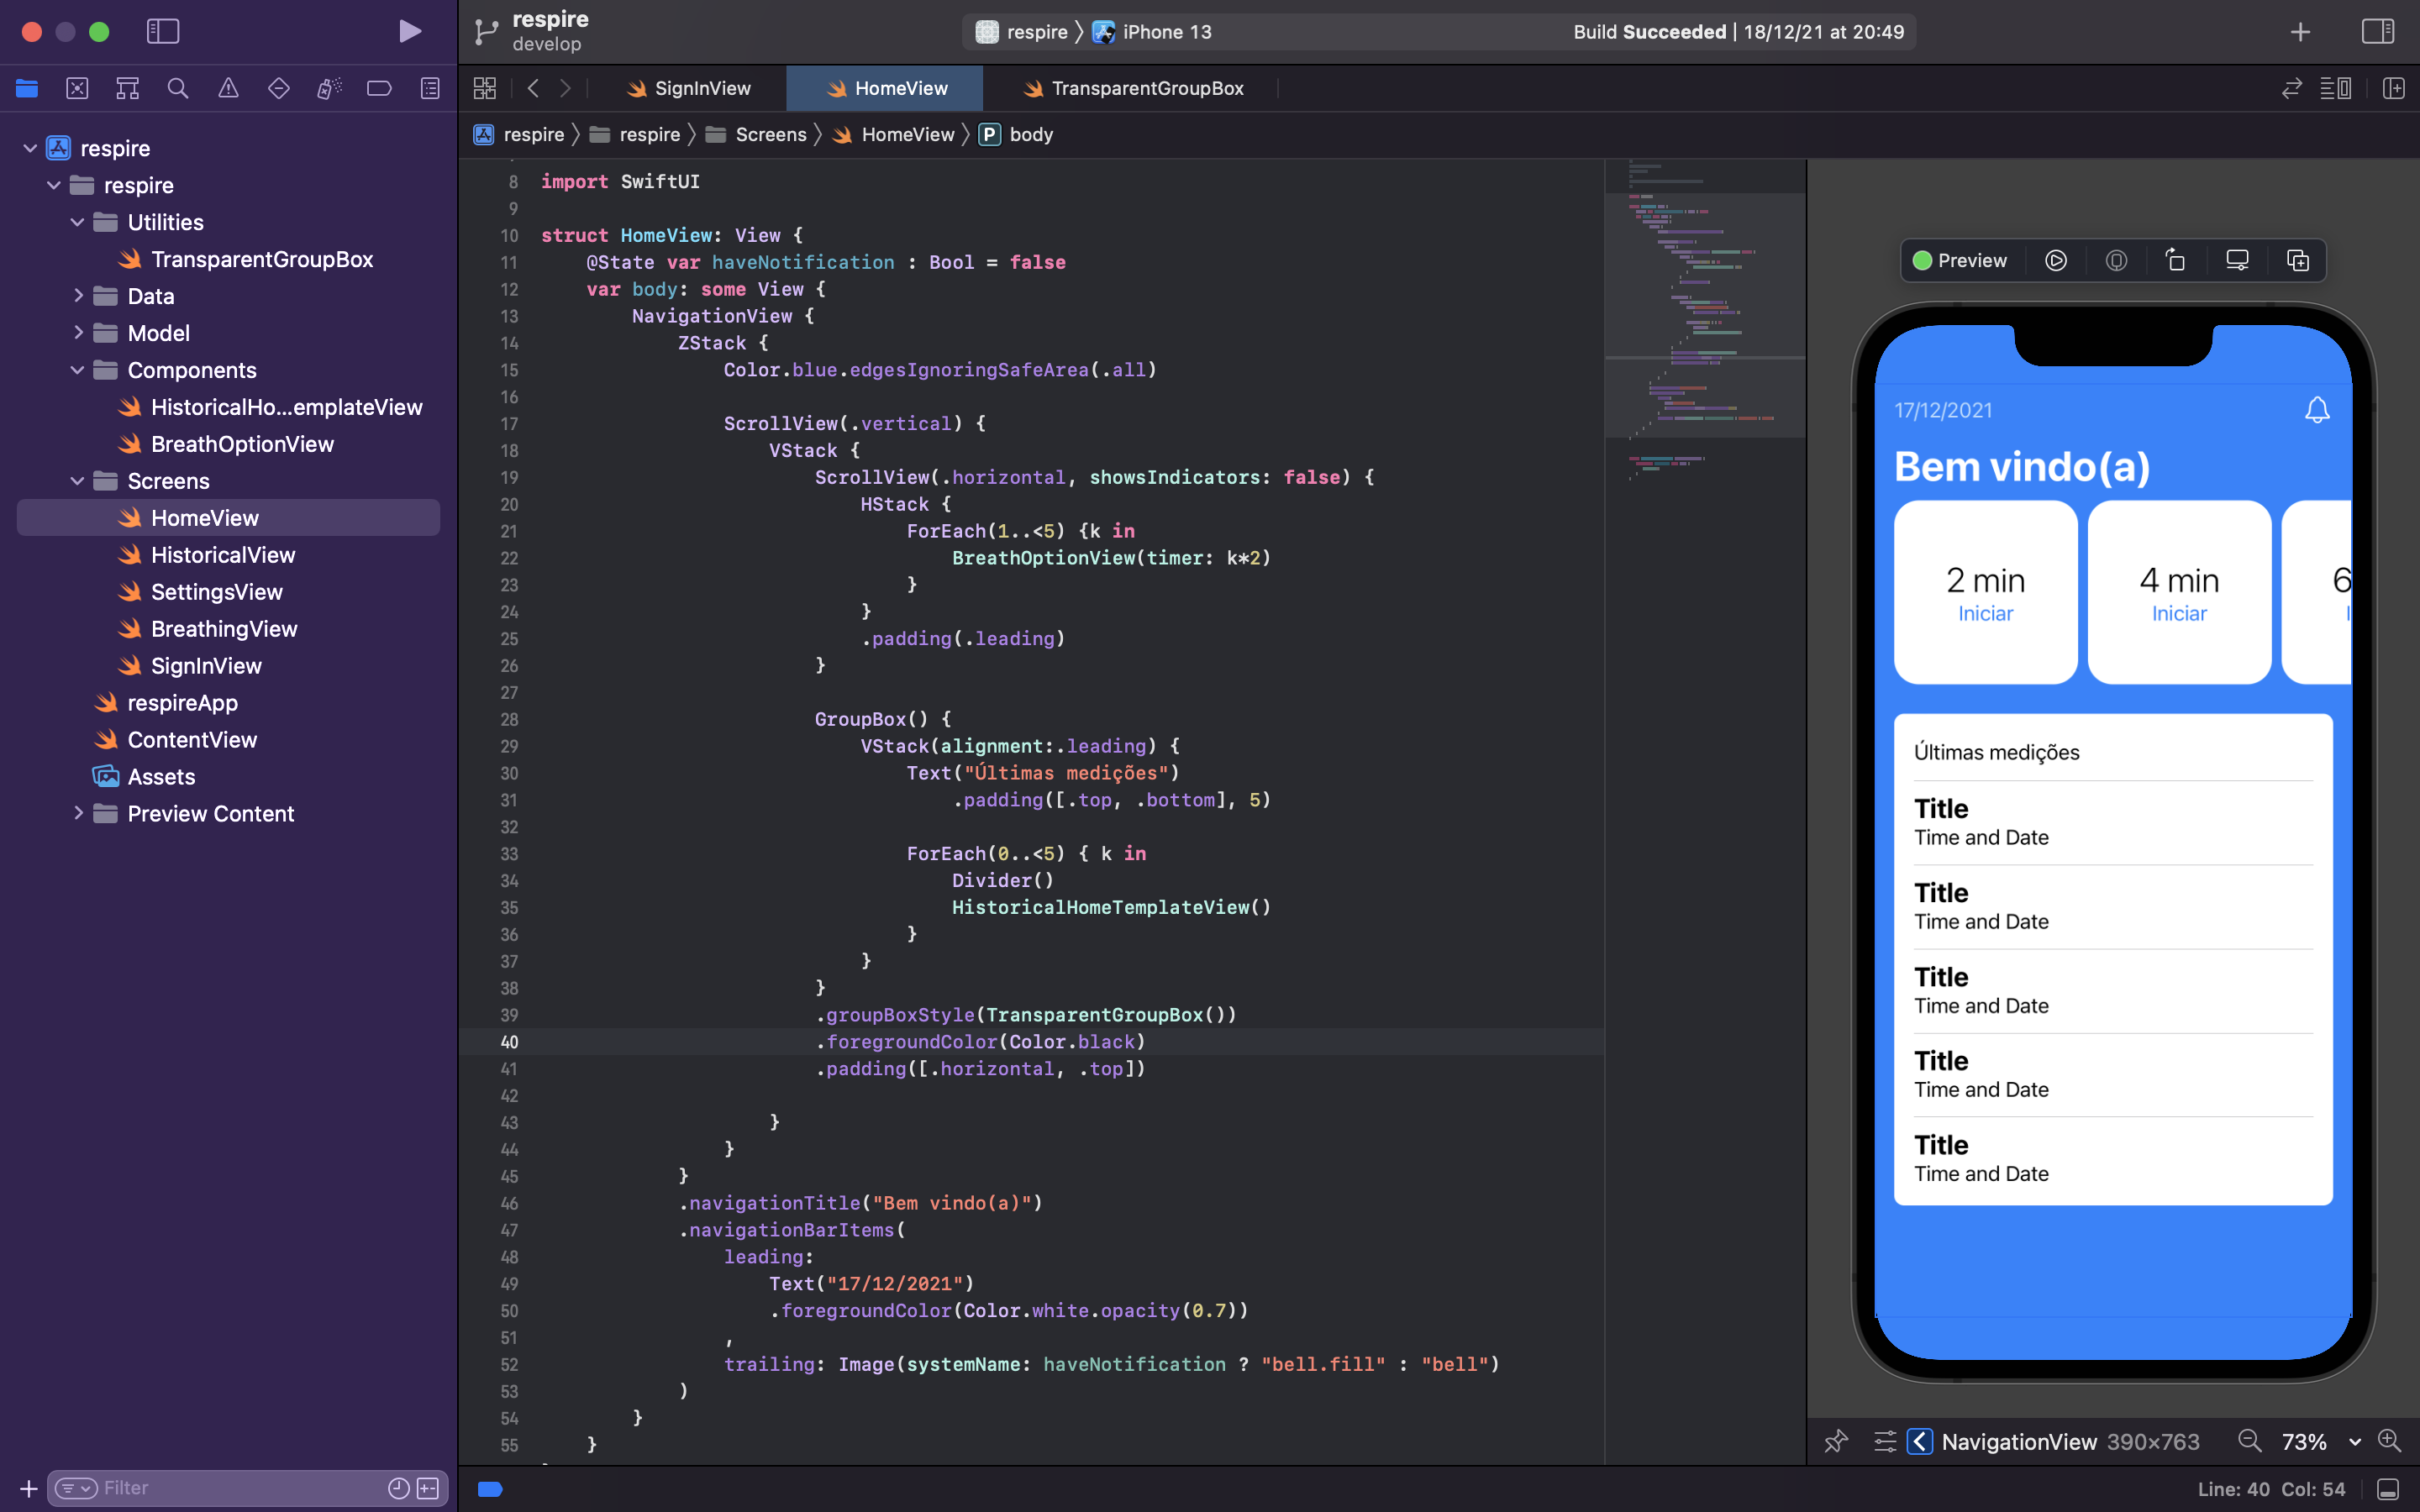 respire
develop
respire 〉 iPhone 13
Build Succeeded | 18/12/21 at 20:49
SignInView
HomeView
TransparentGroupBox
respire 〉 respire 〉 Screens 〉 HomeView 〉 P body
respire
respire
Utilities
TransparentGroupBox
Data
Model
Components
HistoricalHo...emplateView
BreathOptionView
Screens
HomeView
HistoricalView
SettingsView
BreathingView
SignInView
respireApp
ContentView
Assets
Preview Content
Filter
8 import SwiftUI
9
10 struct HomeView: View {
11 @State var haveNotification : Bool = false
12 var body: some View {
13 NavigationView {
14 ZStack {
15 Color.blue.edgesIgnoringSafeArea(.all)
16
17 ScrollView(.vertical) {
18 VStack {
19 ScrollView(.horizontal, showsIndicators: false) {
20 HStack {
21 ForEach(1..<5) {k in
22 BreathOptionView(timer: k*2)
23 }
24 }
25 .padding(.leading)
26 }
27
28 GroupBox() {
29 VStack(alignment:.leading) {
30 Text("Últimas medições")
31 .padding([.top, .bottom], 5)
32
33 ForEach(0..<5) { k in
34 Divider()
35 HistoricalHomeTemplateView()
36 }
37 }
38 }
39 .groupBoxStyle(TransparentGroupBox())
40 .foregroundColor(Color.black)
41 .padding([.horizontal, .top])
42
43 }
44 }
45 }
46 .navigationTitle("Bem vindo(a)")
47 .navigationBarItems(
48 leading:
49 Text("17/12/2021")
50 .foregroundColor(Color.white.opacity(0.7))
51 ,
52 trailing: Image(systemName: haveNotification ? "bell.fill" : "bell")
53 )
54 }
55 }
Preview
17/12/2021
Bem vindo(a)
2 min
Iniciar
4 min
Iniciar
6
Últimas medições
Title
Time and Date
Title
Time and Date
Title
Time and Date
Title
Time and Date
Title
Time and Date
NavigationView 390×763
73%
Line: 40 Col: 54